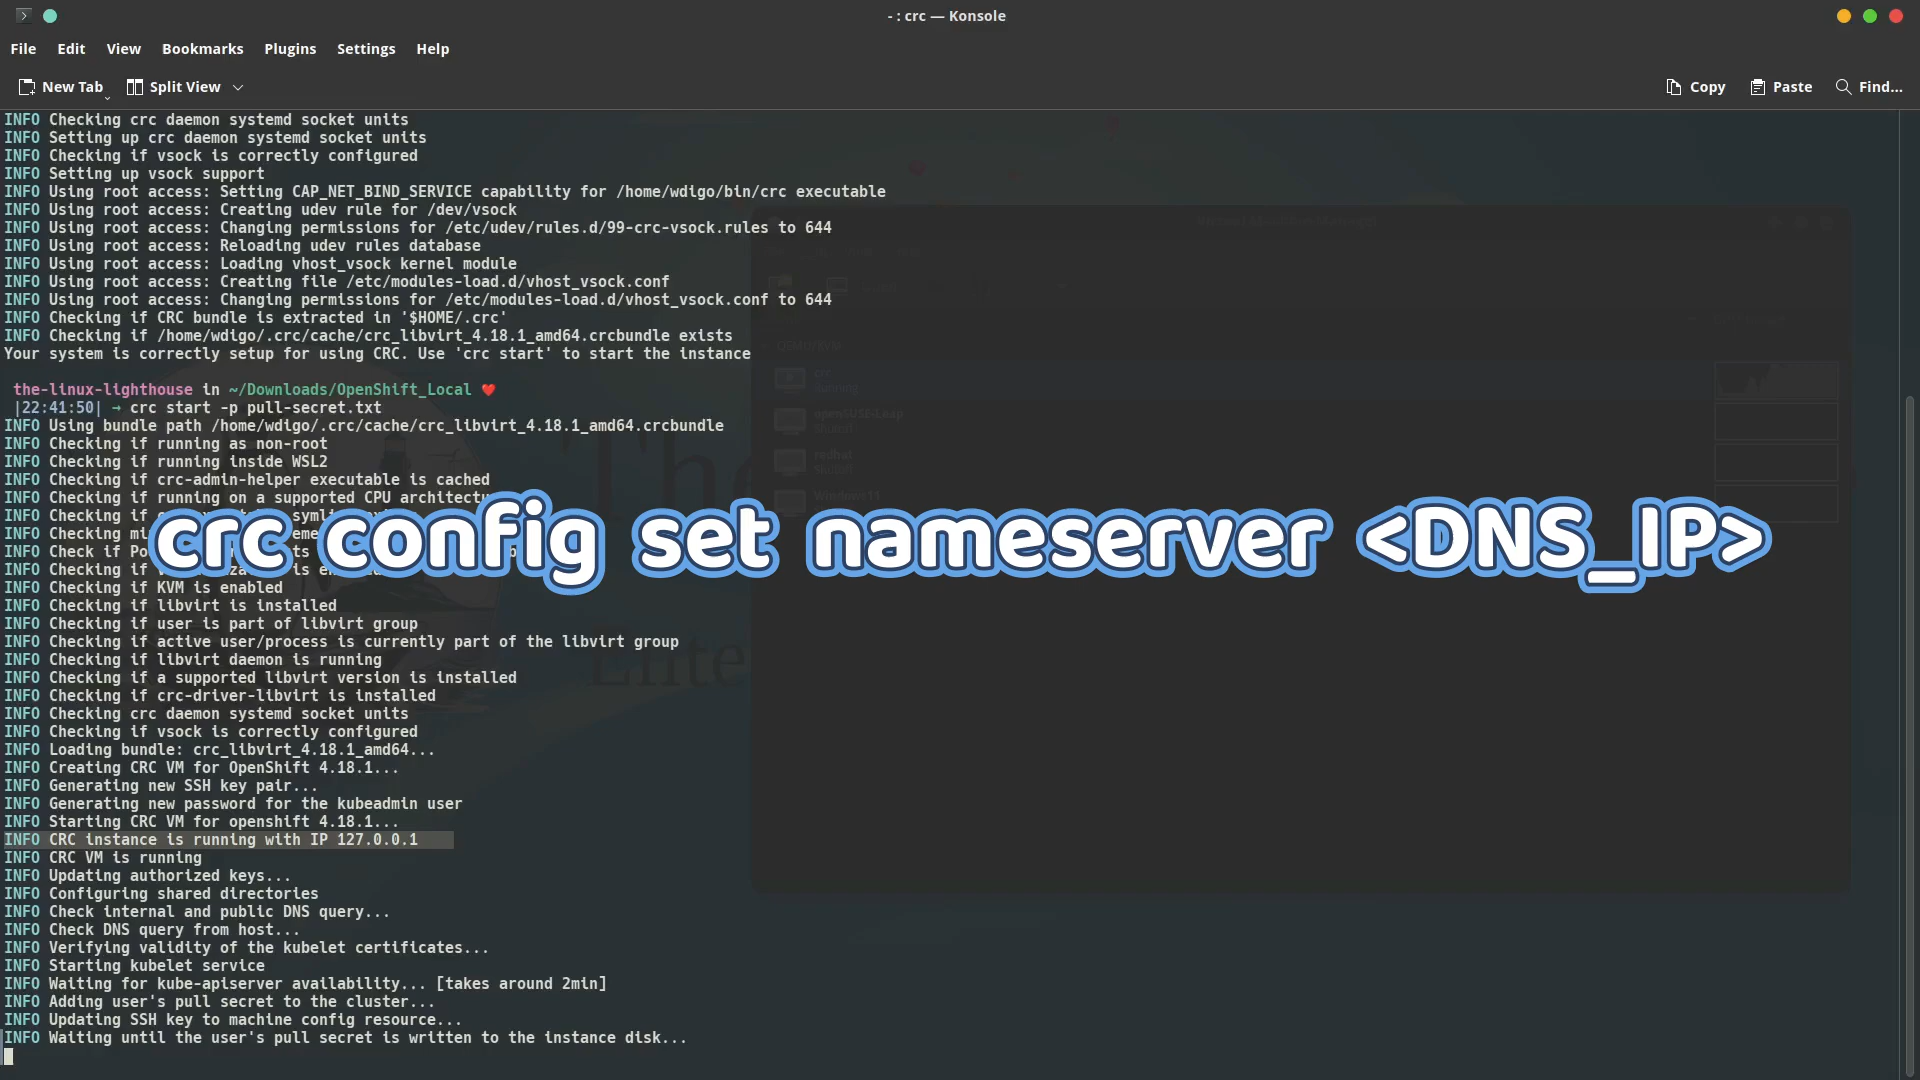 - : crc — Konsole
File Edit View Bookmarks Plugins Settings Help
New Tab Split View Copy Paste Find...
INFO Checking crc daemon systemd socket units
INFO Setting up crc daemon systemd socket units
INFO Checking if vsock is correctly configured
INFO Setting up vsock support
INFO Using root access: Setting CAP_NET_BIND_SERVICE capability for /home/wdigo/bin/crc executable
INFO Using root access: Creating udev rule for /dev/vsock
INFO Using root access: Changing permissions for /etc/udev/rules.d/99-crc-vsock.rules to 644
INFO Using root access: Reloading udev rules database
INFO Using root access: Loading vhost_vsock kernel module
INFO Using root access: Creating file /etc/modules-load.d/vhost_vsock.conf
INFO Using root access: Changing permissions for /etc/modules-load.d/vhost_vsock.conf to 644
INFO Checking if CRC bundle is extracted in '$HOME/.crc'
INFO Checking if /home/wdigo/.crc/cache/crc_libvirt_4.18.1_amd64.crcbundle exists
Your system is correctly setup for using CRC. Use 'crc start' to start the instance
the-linux-lighthouse in ~/Downloads/OpenShift_Local ❤️
|22:41:50| → crc start -p pull-secret.txt
INFO Using bundle path /home/wdigo/.crc/cache/crc_libvirt_4.18.1_amd64.crcbundle
INFO Checking if running as non-root
INFO Checking if running inside WSL2
INFO Checking if crc-admin-helper executable is cached
INFO Checking if running on a supported CPU
INFO Checking if
INFO Checking
INFO Check if
INFO Checking if
crc config set nameserver <DNS_IP>
INFO Checking if KVM is enabled
INFO Checking if libvirt is installed
INFO Checking if user is part of libvirt group
INFO Checking if active user/process is currently part of the libvirt group
INFO Checking if libvirt daemon is running
INFO Checking if a supported libvirt version is installed
INFO Checking if crc-driver-libvirt is installed
INFO Checking crc daemon systemd socket units
INFO Checking if vsock is correctly configured
INFO Loading bundle: crc_libvirt_4.18.1_amd64...
INFO Creating CRC VM for OpenShift 4.18.1...
INFO Generating new SSH key pair...
INFO Generating new password for the kubeadmin user
INFO Starting CRC VM for openshift 4.18.1...
INFO CRC instance is running with IP 127.0.0.1
INFO CRC VM is running
INFO Updating authorized keys...
INFO Configuring shared directories
INFO Check internal and public DNS query...
INFO Check DNS query from host...
INFO Verifying validity of the kubelet certificates...
INFO Starting kubelet service
INFO Waiting for kube-apiserver availability... [takes around 2min]
INFO Adding user's pull secret to the cluster...
INFO Updating SSH key to machine config resource...
INFO Waiting until the user's pull secret is written to the instance disk...